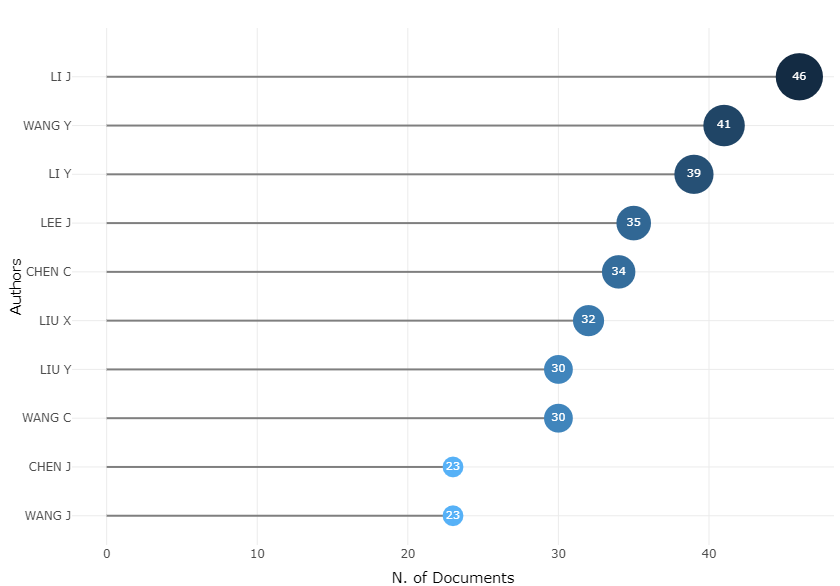 LI J 46
WANG Y 41
LI Y 39
LEE J 35
CHEN C 34
LIU X 32
LIU Y 30
WANG C 30
CHEN J 23
WANG J 23
0 10 20 30 40
N. of Documents
Authors